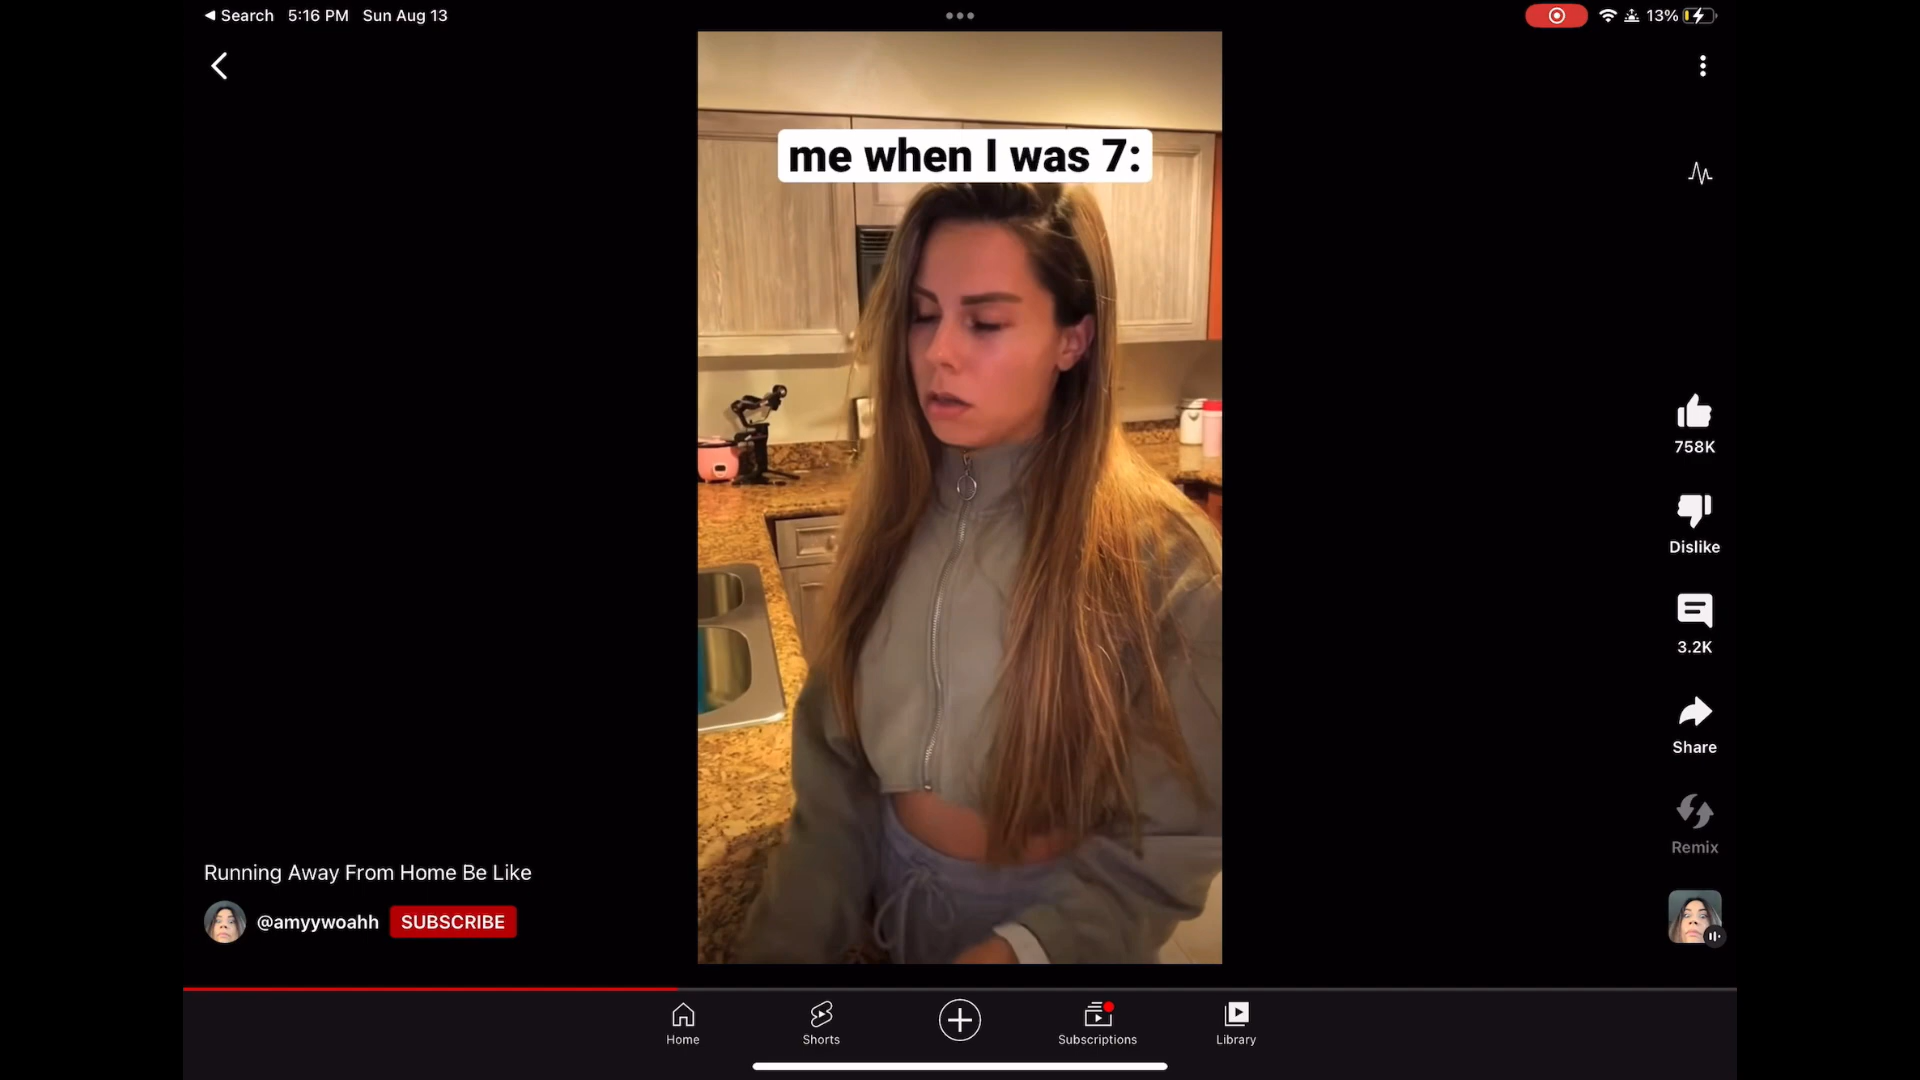 Search 5:16 PM Sun Aug 13
13%
me when I was 7:
758K
Dislike
3.2K
Share
Remix
Running Away From Home Be Like
@amyywoahh SUBSCRIBE
Home Shorts Subscriptions Library